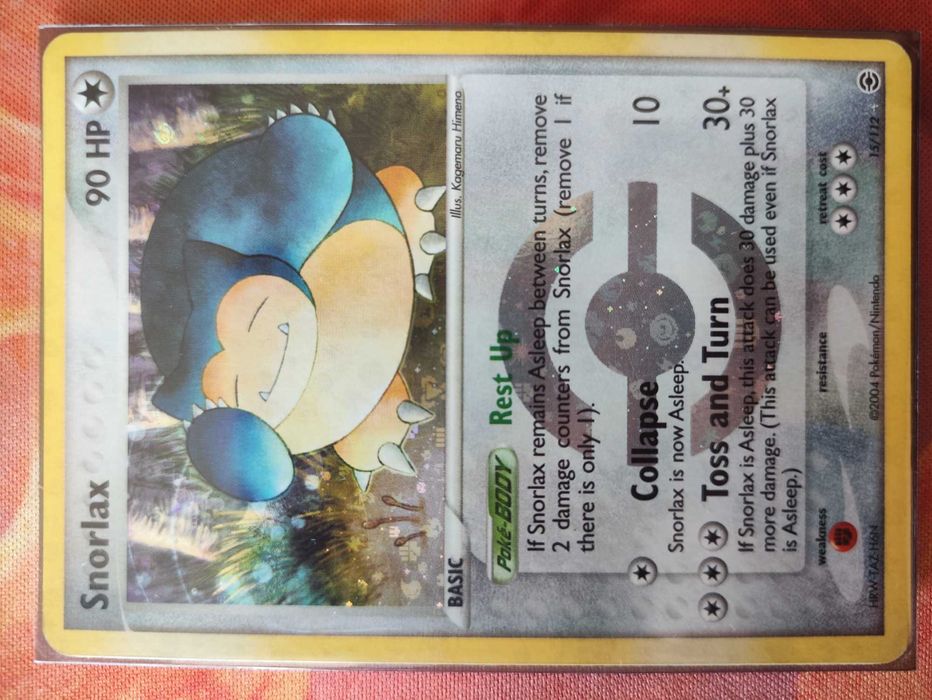 Snorlax 90 HP
Illus. Kagemaru Himeno
BASIC
Poké-BODY Rest Up
If Snorlax remains Asleep between turns, remove
2 damage counters from Snorlax (remove 1 if
there is only 1).
Collapse 10
Snorlax is now Asleep.
Toss and Turn 30+
If Snorlax is Asleep, this attack does 30 damage plus 30
more damage. (This attack can be used even if Snorlax
is Asleep.)
weakness resistance retreat cost
HRW-TAZ-H6N ©2004 Pokémon/Nintendo 15/112 ★